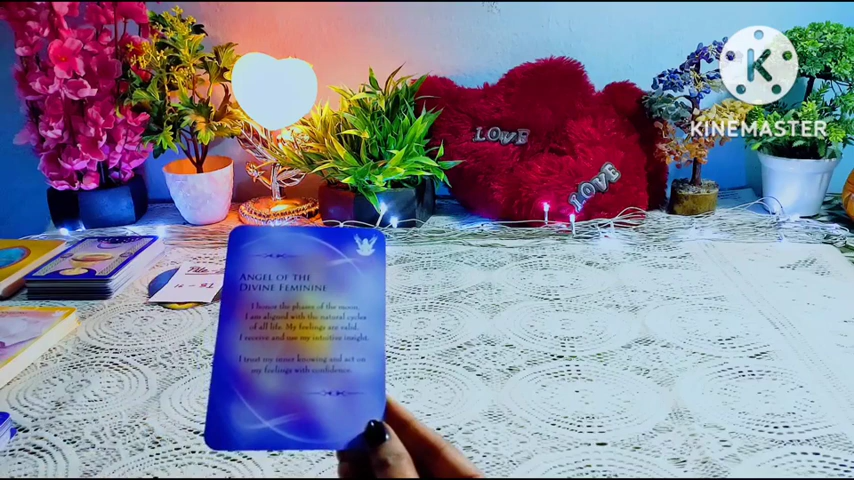 KINEMASTER
LOVE
LOVE
ANGEL OF THE
DIVINE FEMININE
I honor the phases of the moon.
I am aligned with the natural cycles
of all life. My feelings are valid.
I receive and use my intuitive insight.
I trust my inner knowing and act on
my feelings with confidence.